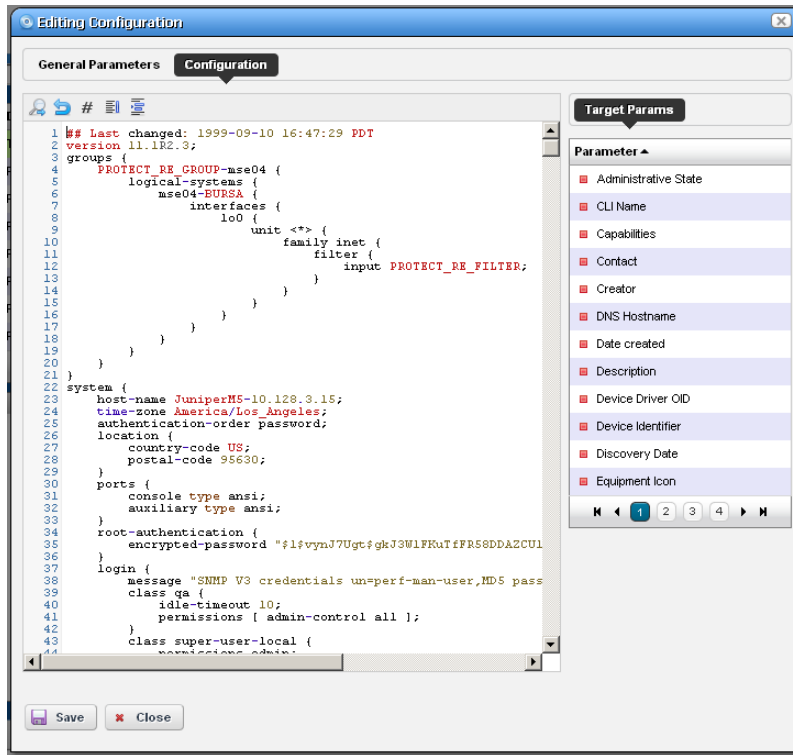 Editing Configuration
General Parameters Configuration
#
1 ## Last changed: 1999-09-10 16:47:29 PDT
2 version 11.1R2.3;
3 groups {
4 PROTECT_RE_GROUP-mse04 {
5 logical-systems {
6 mse04-BURSA {
7 interfaces {
8 lo0 {
9 unit <*> {
10 family inet {
11 filter {
12 input PROTECT_RE_FILTER;
13 }
14 }
15 }
16 }
17 }
18 }
19 }
20 }
21 }
22 system {
23 host-name JuniperM5-10.128.3.15;
24 time-zone America/Los_Angeles;
25 authentication-order password;
26 location {
27 country-code US;
28 postal-code 95630;
29 }
30 ports {
31 console type ansi;
32 auxiliary type ansi;
33 }
34 root-authentication {
35 encrypted-password "$1$vynJ7Ugt$gkJ3WlFKuTfFR58DDAZCUl
36 }
37 login {
38 message "SNMP V3 credentials un=perf-man-user,MD5 pass
39 class qa {
40 idle-timeout 10;
41 permissions [ admin-control all ];
42 }
43 class super-user-local {
44 permissions admin;
Target Params
Parameter
Administrative State
CLI Name
Capabilities
Contact
Creator
DNS Hostname
Date created
Description
Device Driver OID
Device Identifier
Discovery Date
Equipment Icon
1 2 3 4
Save Close